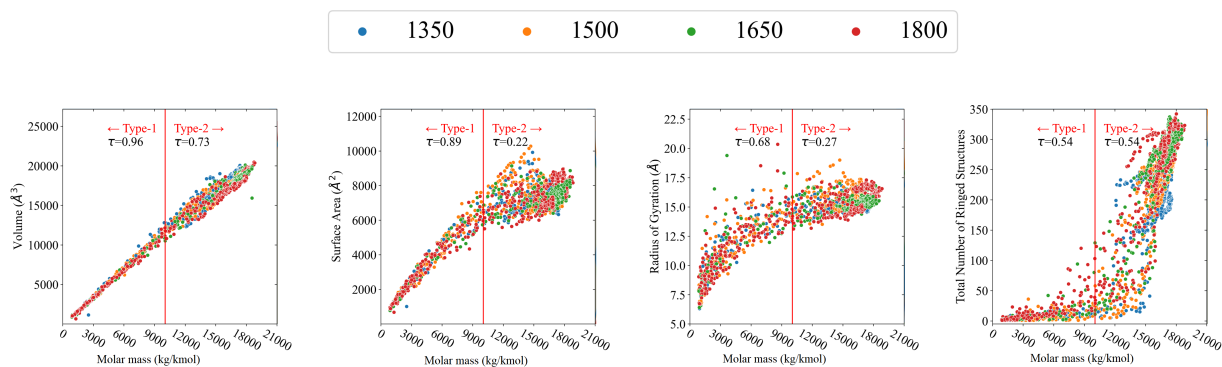 1350 1500 1650 1800
Volume (Å³)
25000
20000
15000
10000
5000
← Type-1 Type-2 →
τ=0.96 τ=0.73
0 3000 6000 9000 12000 15000 18000 21000
Molar mass (kg/kmol)
Surface Area (Å²)
12000
10000
8000
6000
4000
2000
← Type-1 Type-2 →
τ=0.89 τ=0.22
0 3000 6000 9000 12000 15000 18000 21000
Molar mass (kg/kmol)
Radius of Gyration (Å)
22.5
20.0
17.5
15.0
12.5
10.0
7.5
5.0
← Type-1 Type-2 →
τ=0.68 τ=0.27
0 3000 6000 9000 12000 15000 18000 21000
Molar mass (kg/kmol)
Total Number of Ringed Structures
350
300
250
200
150
100
50
0
← Type-1 Type-2 →
τ=0.54 τ=0.54
0 3000 6000 9000 12000 15000 18000 21000
Molar mass (kg/kmol)